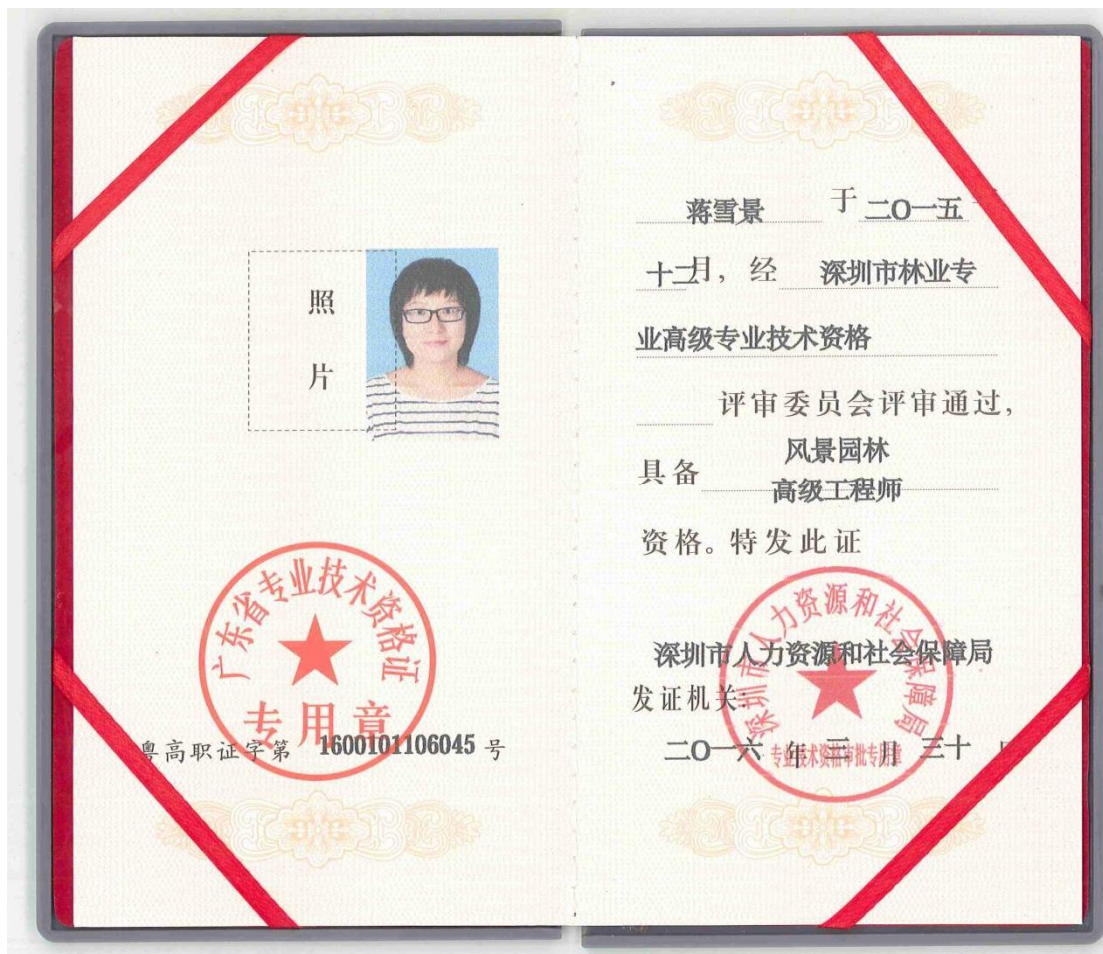 照
片
广东省专业技术资格证
专用章
粤高职证字第 1600101106045 号
蒋雪景 于 二O一五
十二月，经 深圳市林业专
业高级专业技术资格
评审委员会评审通过，
风景园林
具备
高级工程师
资格。特发此证
深圳市人力资源和社会保障局
深圳市人力资源和社会保障局
发证机关：
二O一六 年 三 月 三十
专业技术资格审批专用章